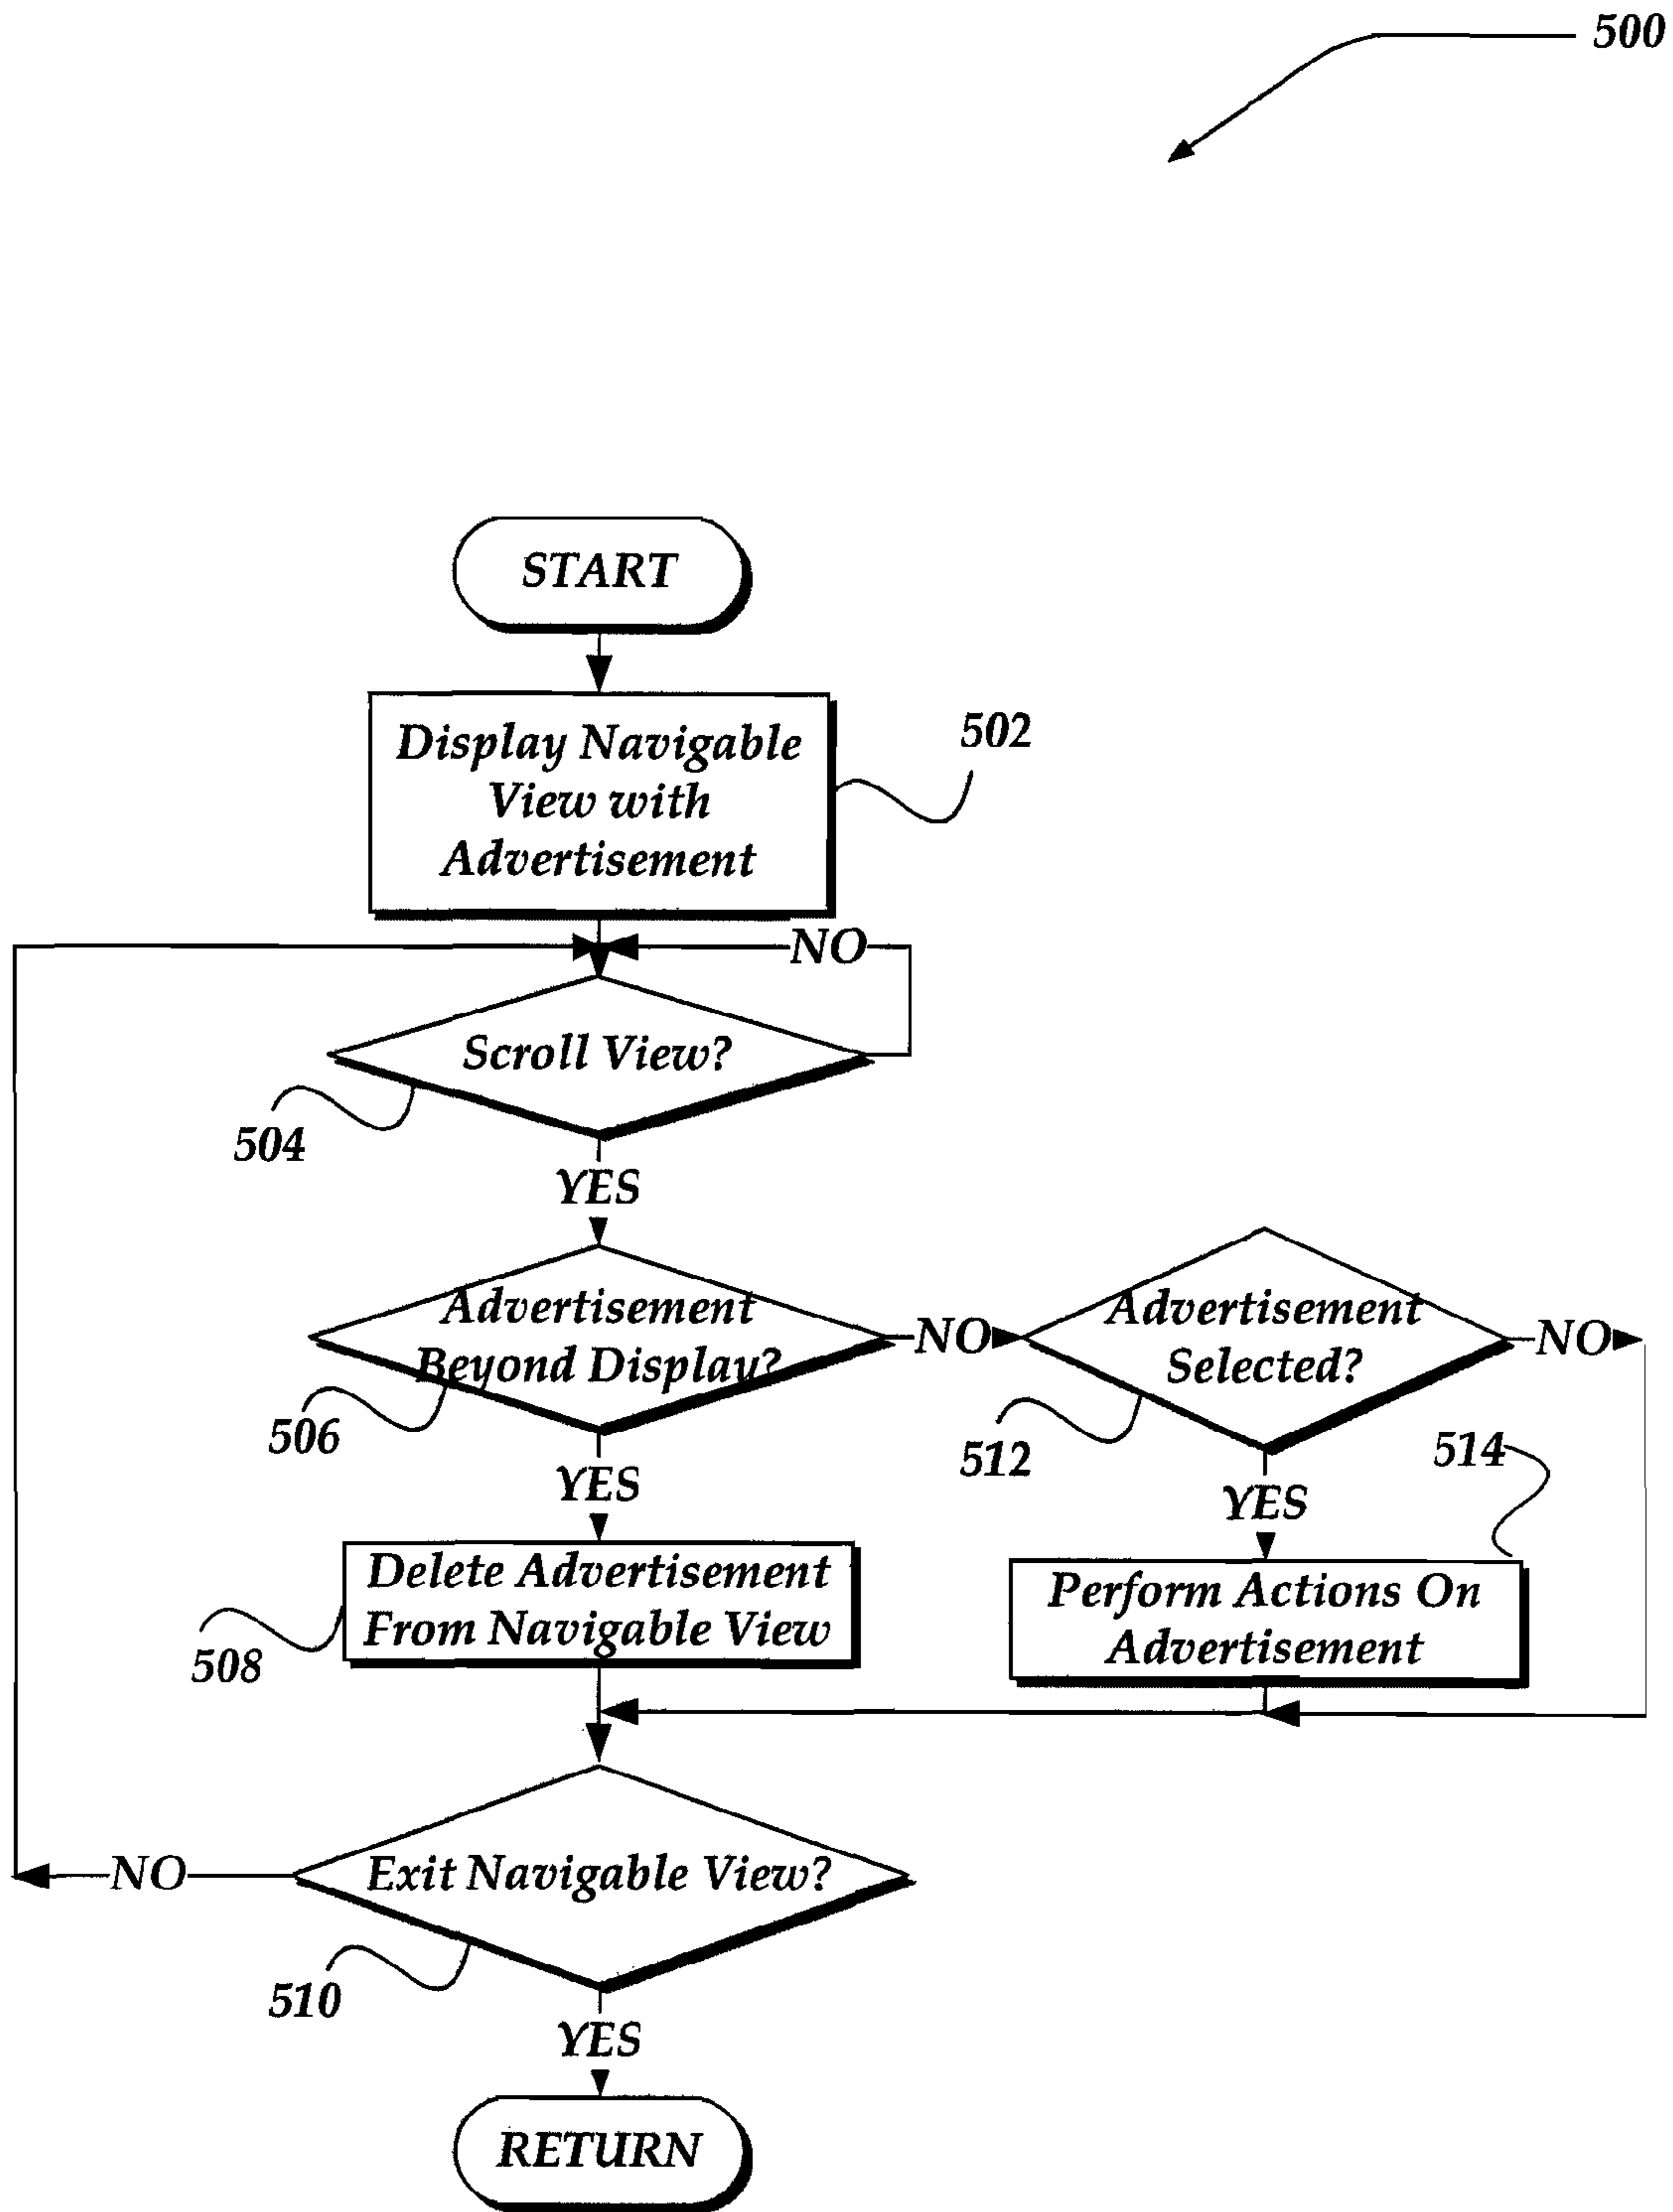 500
START
Display Navigable
View with
Advertisement
502
NO
Scroll View?
504
YES
Advertisement
Beyond Display?
506
NO
Advertisement
Selected?
NO
512
514
YES
YES
Delete Advertisement
From Navigable View
508
Perform Actions On
Advertisement
Exit Navigable View?
NO
510
YES
RETURN